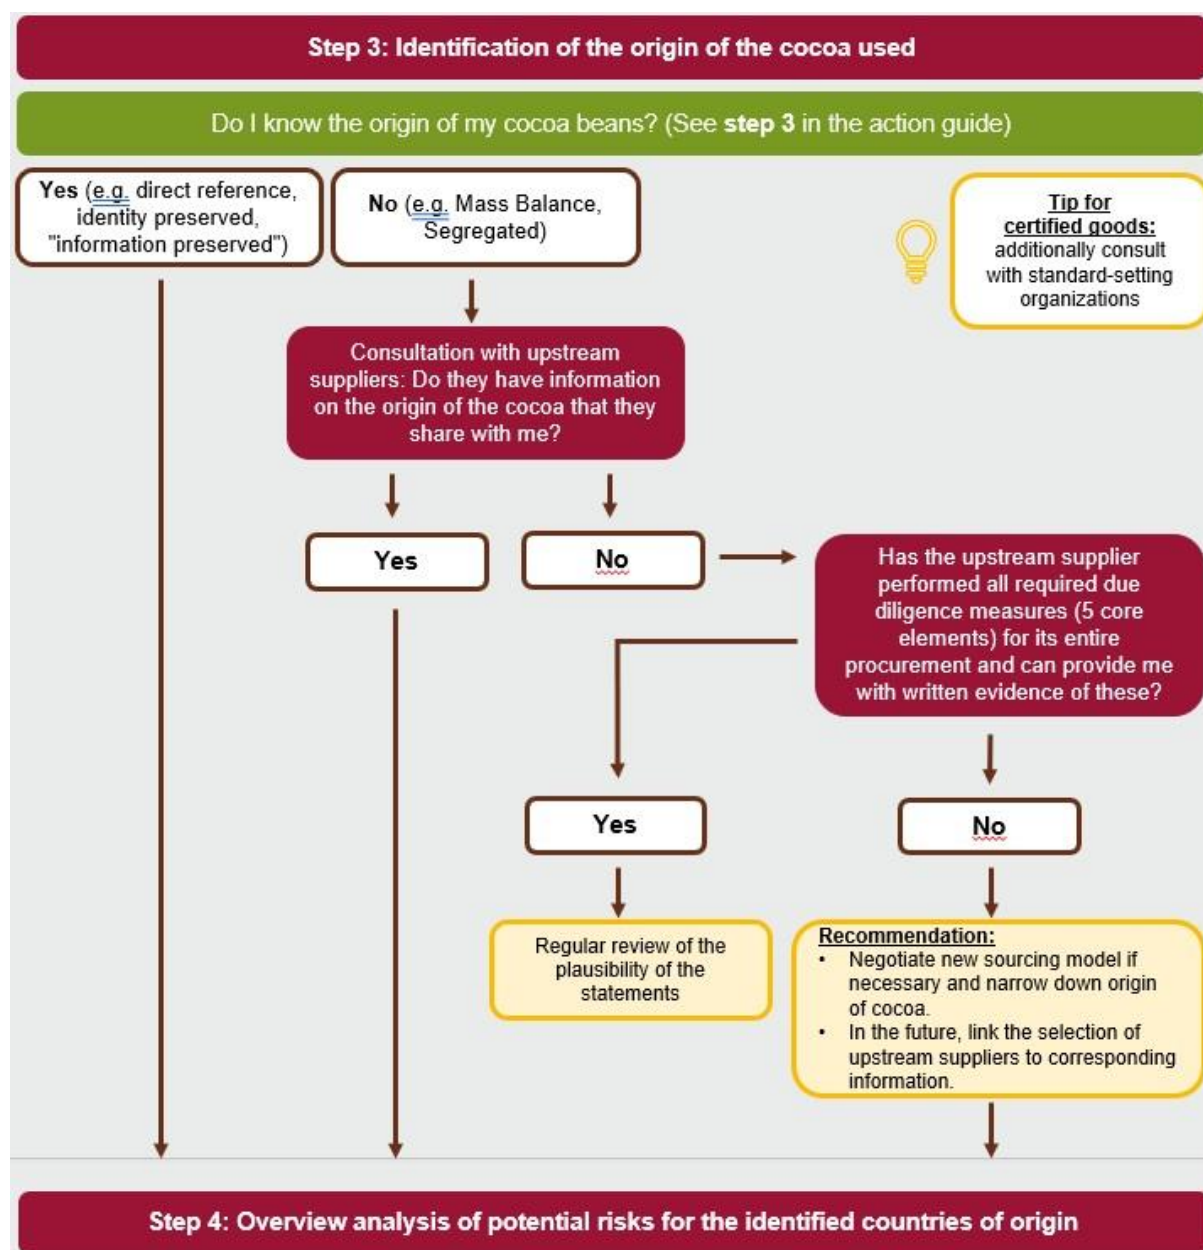 Step 3: Identification of the origin of the cocoa used
Do I know the origin of my cocoa beans? (See step 3 in the action guide)
Yes (e.g. direct reference,
identity preserved,
"information preserved")
No (e.g. Mass Balance,
Segregated)
Tip for
certified goods:
additionally consult
with standard-setting
organizations
Consultation with upstream
suppliers: Do they have information
on the origin of the cocoa that they
share with me?
Yes
No
Has the upstream supplier
performed all required due
diligence measures (5 core
elements) for its entire
procurement and can provide me
with written evidence of these?
Yes
No
Regular review of the
plausibility of the
statements
Recommendation:
• Negotiate new sourcing model if
necessary and narrow down origin
of cocoa.
• In the future, link the selection of
upstream suppliers to corresponding
information.
Step 4: Overview analysis of potential risks for the identified countries of origin